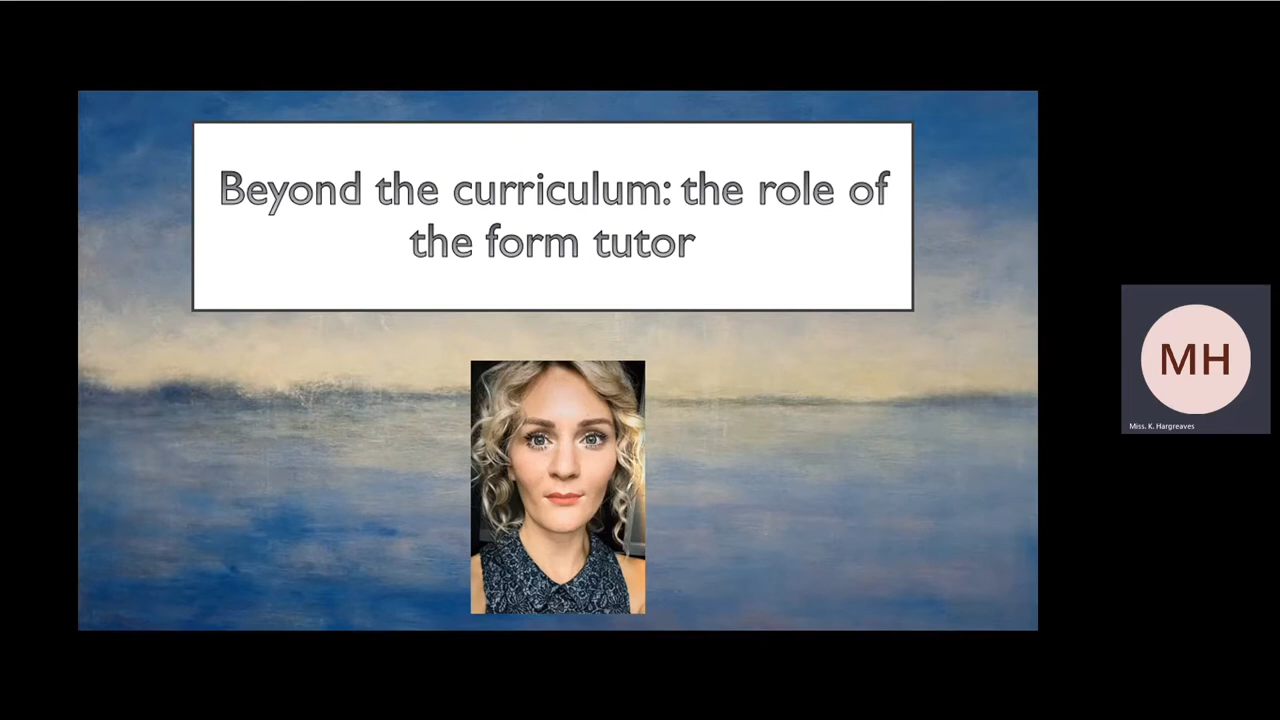 Beyond the curriculum: the role of
the form tutor
MH
Miss. K. Hargreaves